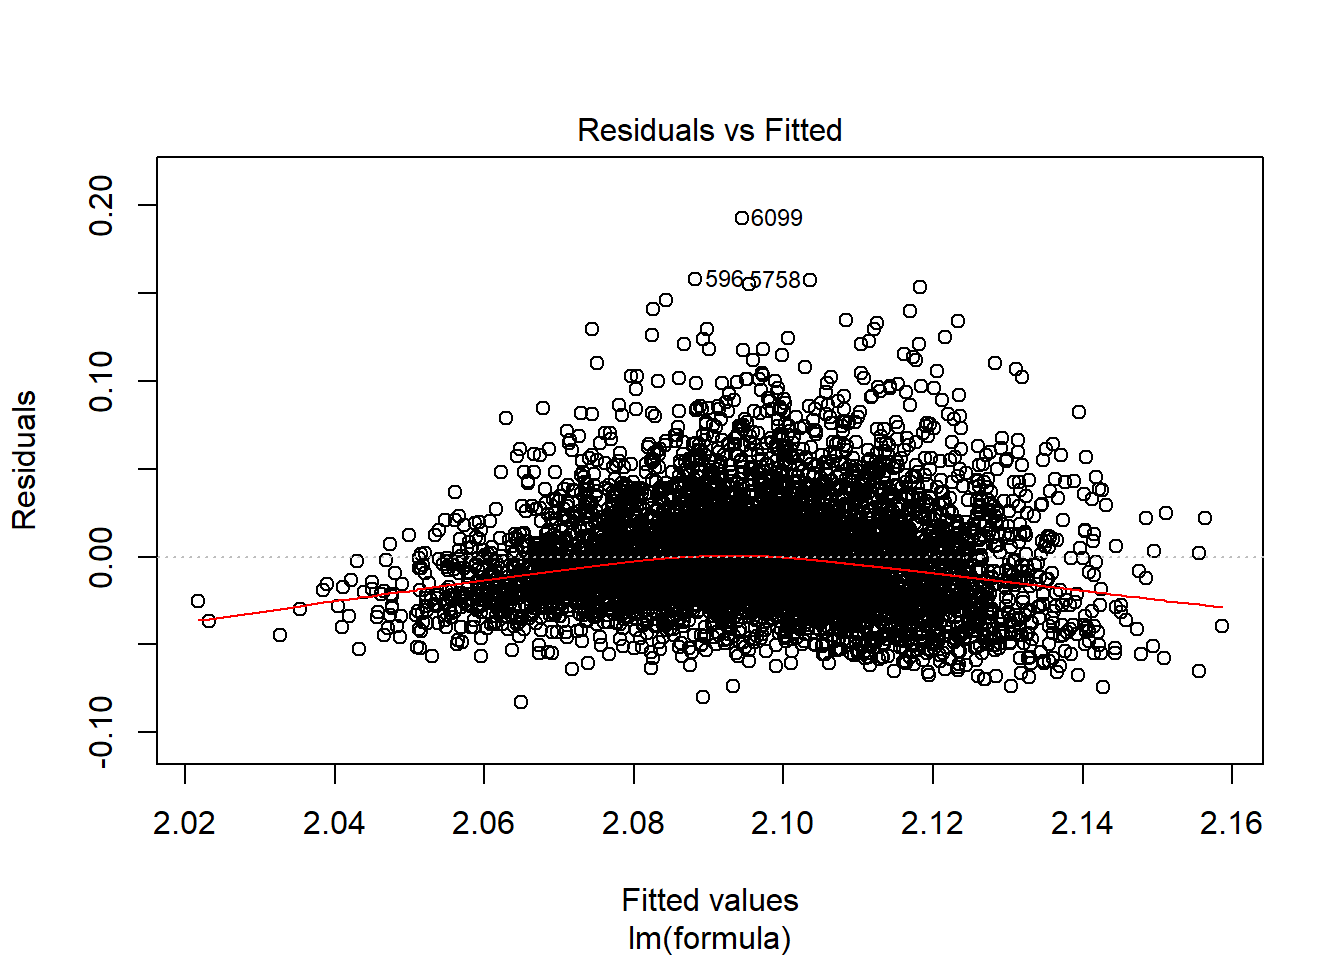 Residuals vs Fitted
Residuals
0.20
0.10
0.00
-0.10
6099
596 5758
2.02 2.04 2.06 2.08 2.10 2.12 2.14 2.16
Fitted values
lm(formula)